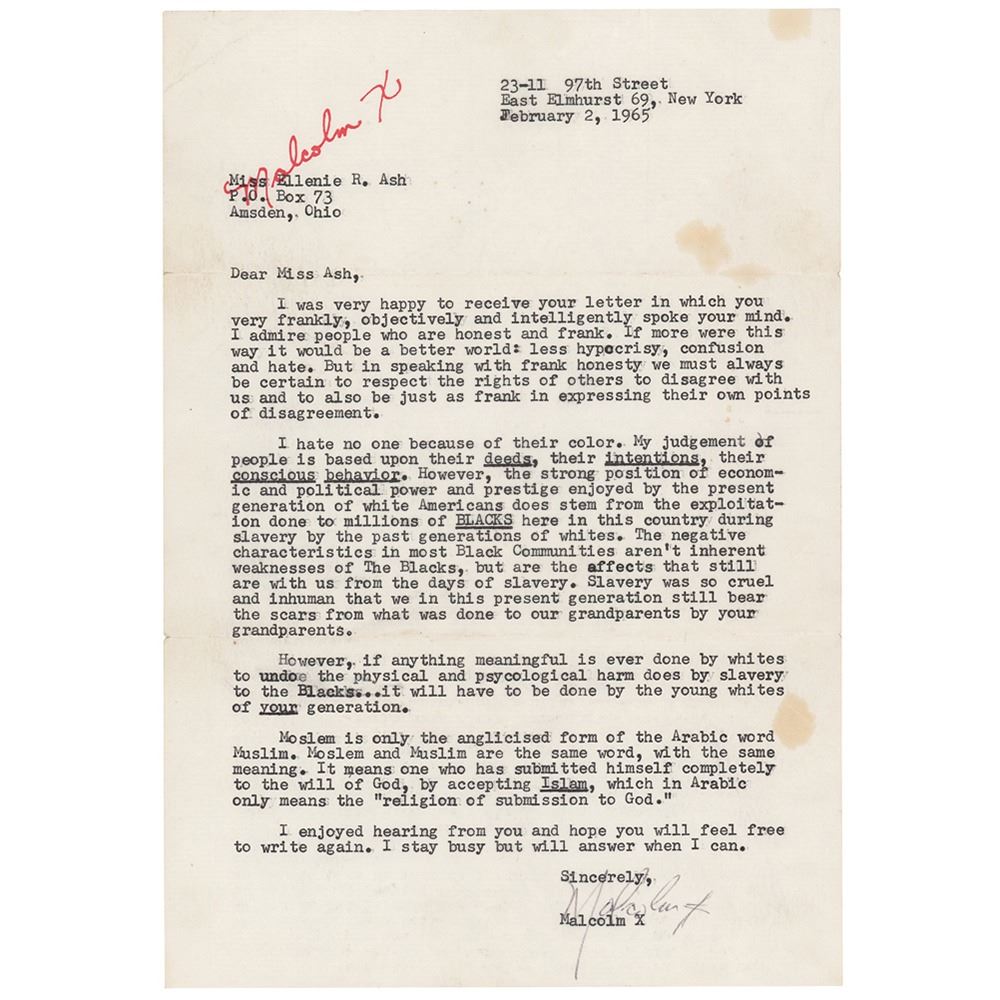 Malcolm X
23-11 97th Street
East Elmhurst 69, New York
February 2, 1965
Miss Ellenie R. Ash
P.O. Box 73
Amsden, Ohio
Dear Miss Ash,
I was very happy to receive your letter in which you
very frankly, objectively and intelligently spoke your mind.
I admire people who are honest and frank. If more were this
way it would be a better world: less hypocrisy, confusion
and hate. But in speaking with frank honesty we must always
be certain to respect the rights of others to disagree with
us and to also be just as frank in expressing their own points
of disagreement.
I hate no one because of their color. My judgement of
people is based upon their deeds, their intentions, their
conscious behavior. However, the strong position of econom-
ic and political power and prestige enjoyed by the present
generation of white Americans does stem from the exploitat-
ion done to millions of BLACKS here in this country during
slavery by the past generations of whites. The negative
characteristics in most Black Communities aren't inherent
weaknesses of The Blacks, but are the affects that still
are with us from the days of slavery. Slavery was so cruel
and inhuman that we in this present generation still bear
the scars from what was done to our grandparents by your
grandparents.
However, if anything meaningful is ever done by whites
to undoe the physical and psycological harm does by slavery
to the Blacks...it will have to be done by the young whites
of your generation.
Moslem is only the anglicised form of the Arabic word
Muslim. Moslem and Muslim are the same word, with the same
meaning. It means one who has submitted himself completely
to the will of God, by accepting Islam, which in Arabic
only means the "religion of submission to God."
I enjoyed hearing from you and hope you will feel free
to write again. I stay busy but will answer when I can.
Sincerely,
Malcolm X
Malcolm X